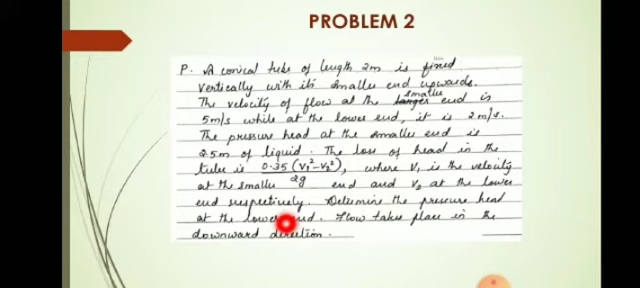 PROBLEM 2
P. A conical tube of length 2m is fixed
vertically with its smaller end upwards.
The velocity of flow at the smaller end is
5m/s while at the lower end, it is 2m/s.
The pressure head at the smaller end is
2.5m of liquid. The loss of head in the
tube is 0.35(V₁²-V₂²)/2g, where V₁ is the velocity
at the smaller end and V₂ at the lower
end respectively. Determine the pressure head
at the lower end. Flow takes place in the
downward direction.